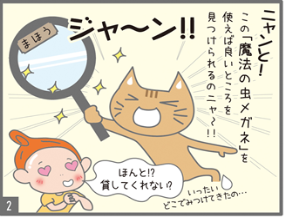 ニャンと!
この「魔法の虫メガネ」を
使えば良いところを
見つけられるのニャ〜!!
ジャ〜ン!!
まほう
ほんと!?
貸してくれない?
いったい
どこでみつけてきたの…
2